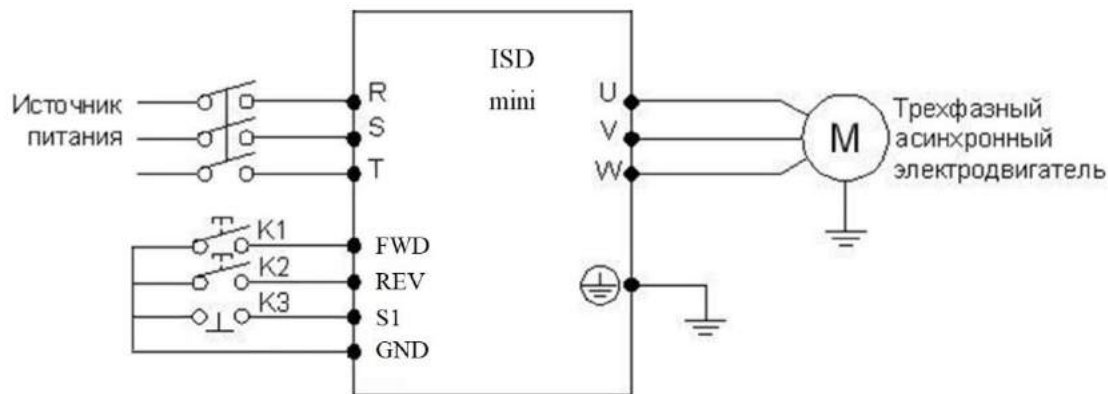 ISD
mini
Источник
питания
R
S
T
U
V
W
M
Трехфазный
асинхронный
электродвигатель
K1
K2
K3
FWD
REV
S1
GND